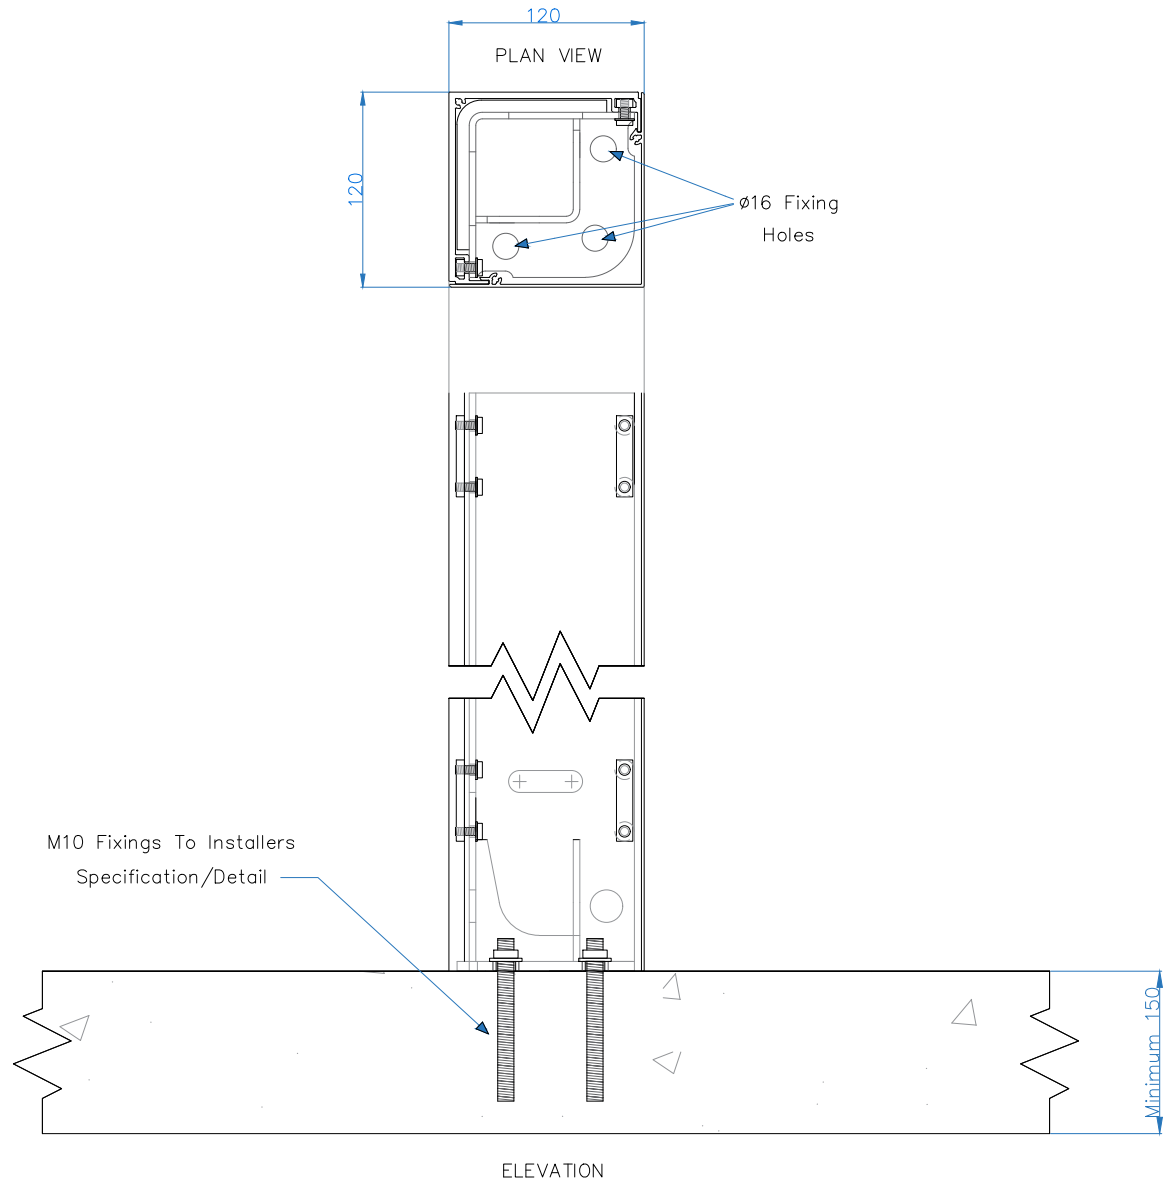 120
PLAN VIEW
120
ø16 Fixing
Holes
M10 Fixings To Installers
Specification/Detail
Minimum 150
ELEVATION